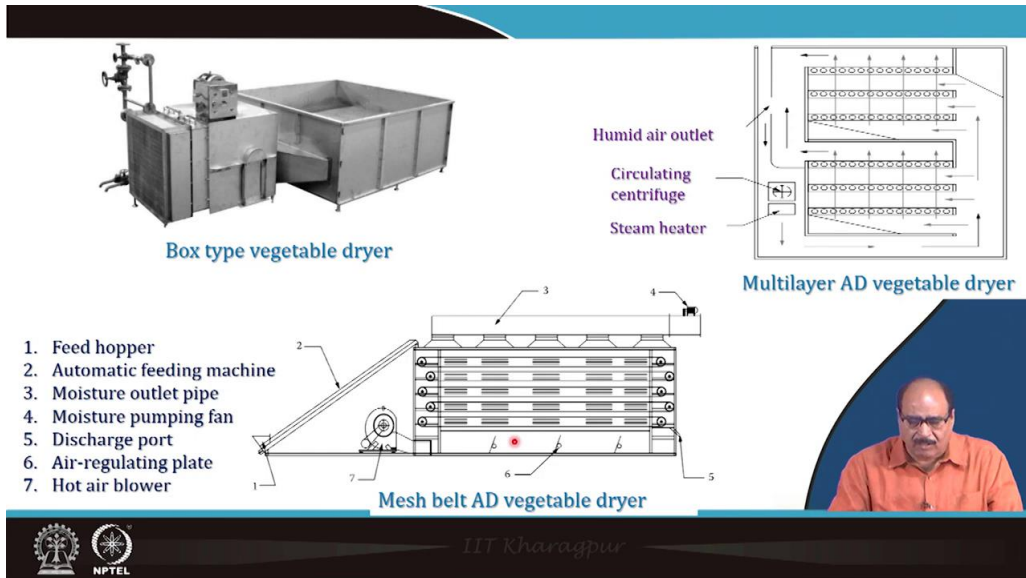 Humid air outlet
Circulating
centrifuge
Steam heater
Box type vegetable dryer
Multilayer AD vegetable dryer
1. Feed hopper
2. Automatic feeding machine
3. Moisture outlet pipe
4. Moisture pumping fan
5. Discharge port
6. Air-regulating plate
7. Hot air blower
3
4
2
7
6
5
1
Mesh belt AD vegetable dryer
NPTEL
IIT Kharagpur